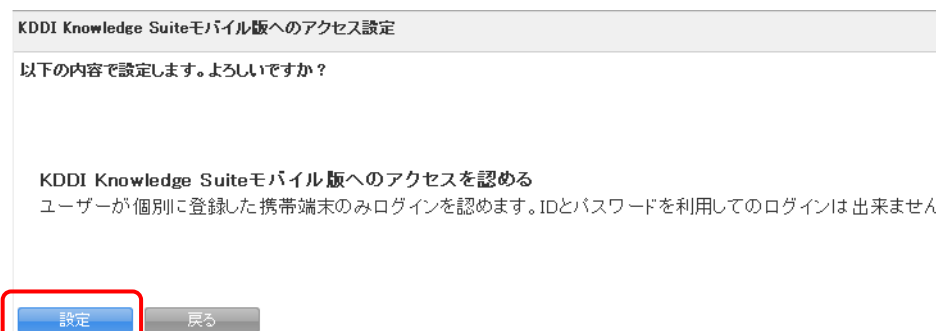 KDDI Knowledge Suiteモバイル版へのアクセス設定
以下の内容で設定します。よろしいですか？
KDDI Knowledge Suiteモバイル版へのアクセスを認める
ユーザーが個別に登録した携帯端末のみログインを認めます。IDとパスワードを利用してのログインは出来ません
設定 戻る